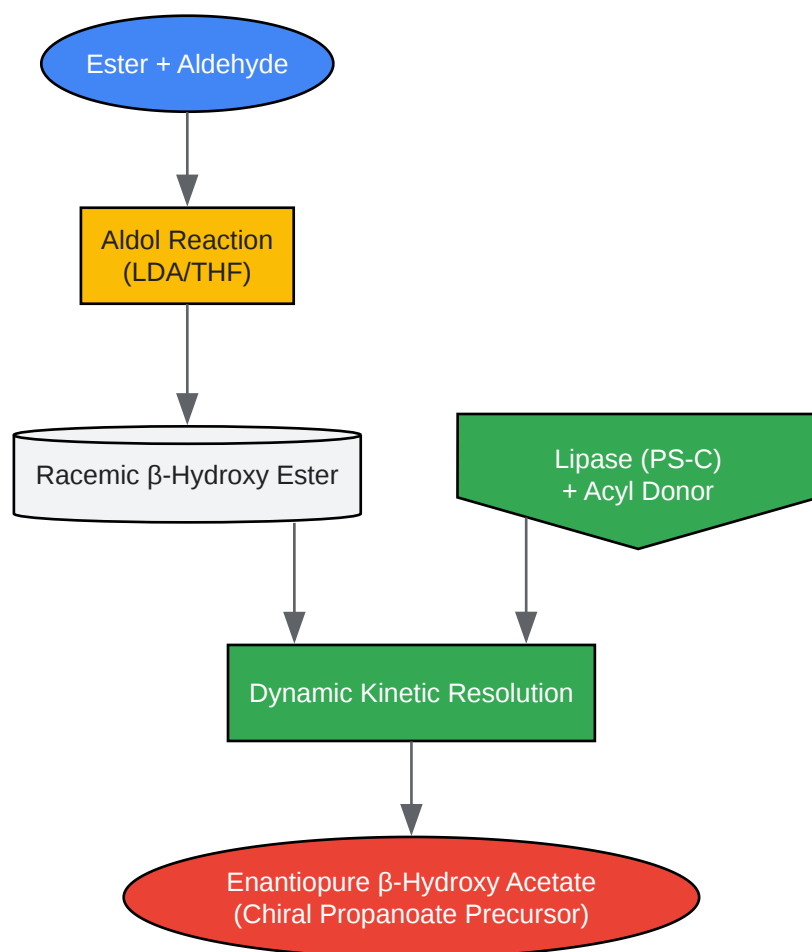 Ester + Aldehyde
Aldol Reaction
(LDA/THF)
Racemic β-Hydroxy Ester
Lipase (PS-C)
+ Acyl Donor
Dynamic Kinetic Resolution
Enantiopure β-Hydroxy Acetate
(Chiral Propanoate Precursor)